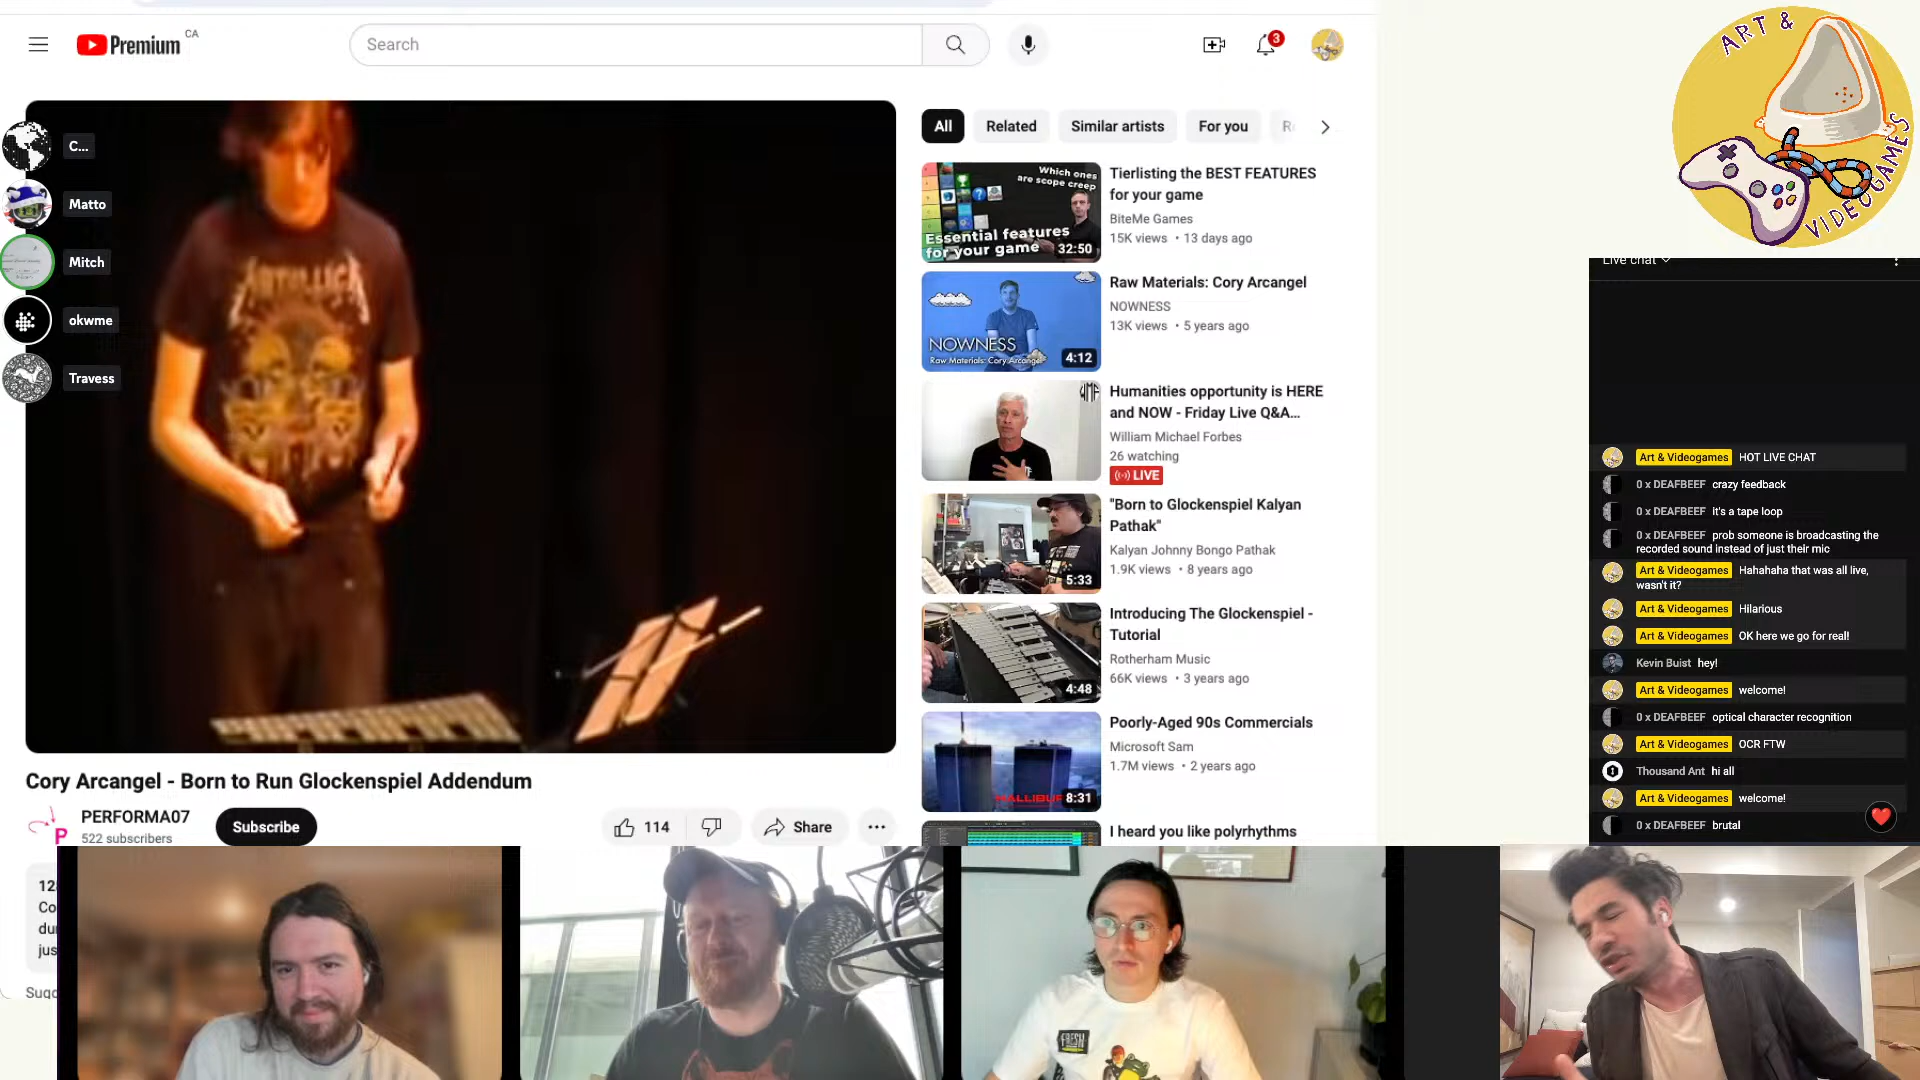 Premium
CA
Search
3
C...
Matto
Mitch
okwme
Travess
METALLICA
Cory Arcangel - Born to Run Glockenspiel Addendum
PERFORMA07
522 subscribers
Subscribe
114
Share
12
Co
du
jus
Sugg
All
Related
Similar artists
For you
Re
Which ones
are scope creep
Essential features
for your game
32:50
Tierlisting the BEST FEATURES
for your game
BiteMe Games
15K views • 13 days ago
NOWNESS
Raw Materials: Cory Arcangel
4:12
Raw Materials: Cory Arcangel
NOWNESS
13K views • 5 years ago
WMF
Humanities opportunity is HERE
and NOW - Friday Live Q&A...
William Michael Forbes
26 watching
LIVE
5:33
"Born to Glockenspiel Kalyan
Pathak"
Kalyan Johnny Bongo Pathak
1.9K views • 8 years ago
4:48
Introducing The Glockenspiel -
Tutorial
Rotherham Music
66K views • 3 years ago
8:31
Poorly-Aged 90s Commercials
Microsoft Sam
1.7M views • 2 years ago
I heard you like polyrhythms
ART & VIDEOGAMES
Live chat
Art & Videogames HOT LIVE CHAT
0 x DEAFBEEF crazy feedback
0 x DEAFBEEF it's a tape loop
0 x DEAFBEEF prob someone is broadcasting the
recorded sound instead of just their mic
Art & Videogames Hahahaha that was all live,
wasn't it?
Art & Videogames Hilarious
Art & Videogames OK here we go for real!
Kevin Buist hey!
Art & Videogames welcome!
0 x DEAFBEEF optical character recognition
Art & Videogames OCR FTW
Thousand Ant hi all
Art & Videogames welcome!
0 x DEAFBEEF brutal
FRESH